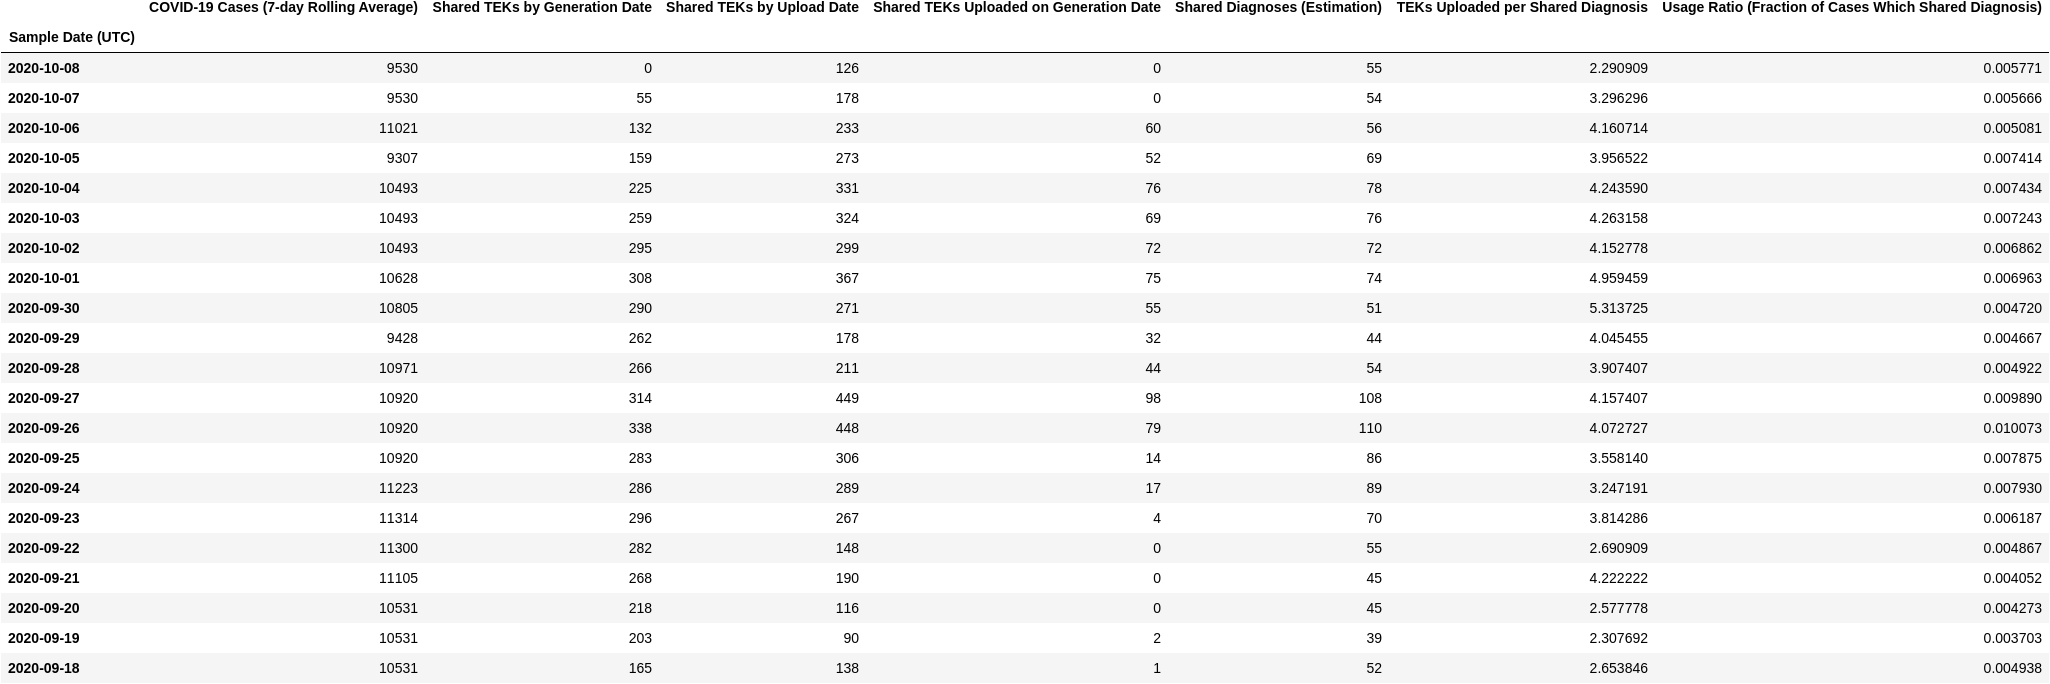 COVID-19 Cases (7-day Rolling Average) Shared TEKs by Generation Date Shared TEKs by Upload Date Shared TEKs Uploaded on Generation Date Shared Diagnoses (Estimation) TEKs Uploaded per Shared Diagnosis Usage Ratio (Fraction of Cases Which Shared Diagnosis)
Sample Date (UTC)
2020-10-08 9530 0 126 0 55 2.290909 0.005771
2020-10-07 9530 55 178 0 54 3.296296 0.005666
2020-10-06 11021 132 233 60 56 4.160714 0.005081
2020-10-05 9307 159 273 52 69 3.956522 0.007414
2020-10-04 10493 225 331 76 78 4.243590 0.007434
2020-10-03 10493 259 324 69 76 4.263158 0.007243
2020-10-02 10493 295 299 72 72 4.152778 0.006862
2020-10-01 10628 308 367 75 74 4.959459 0.006963
2020-09-30 10805 290 271 55 51 5.313725 0.004720
2020-09-29 9428 262 178 32 44 4.045455 0.004667
2020-09-28 10971 266 211 44 54 3.907407 0.004922
2020-09-27 10920 314 449 98 108 4.157407 0.009890
2020-09-26 10920 338 448 79 110 4.072727 0.010073
2020-09-25 10920 283 306 14 86 3.558140 0.007875
2020-09-24 11223 286 289 17 89 3.247191 0.007930
2020-09-23 11314 296 267 4 70 3.814286 0.006187
2020-09-22 11300 282 148 0 55 2.690909 0.004867
2020-09-21 11105 268 190 0 45 4.222222 0.004052
2020-09-20 10531 218 116 0 45 2.577778 0.004273
2020-09-19 10531 203 90 2 39 2.307692 0.003703
2020-09-18 10531 165 138 1 52 2.653846 0.004938